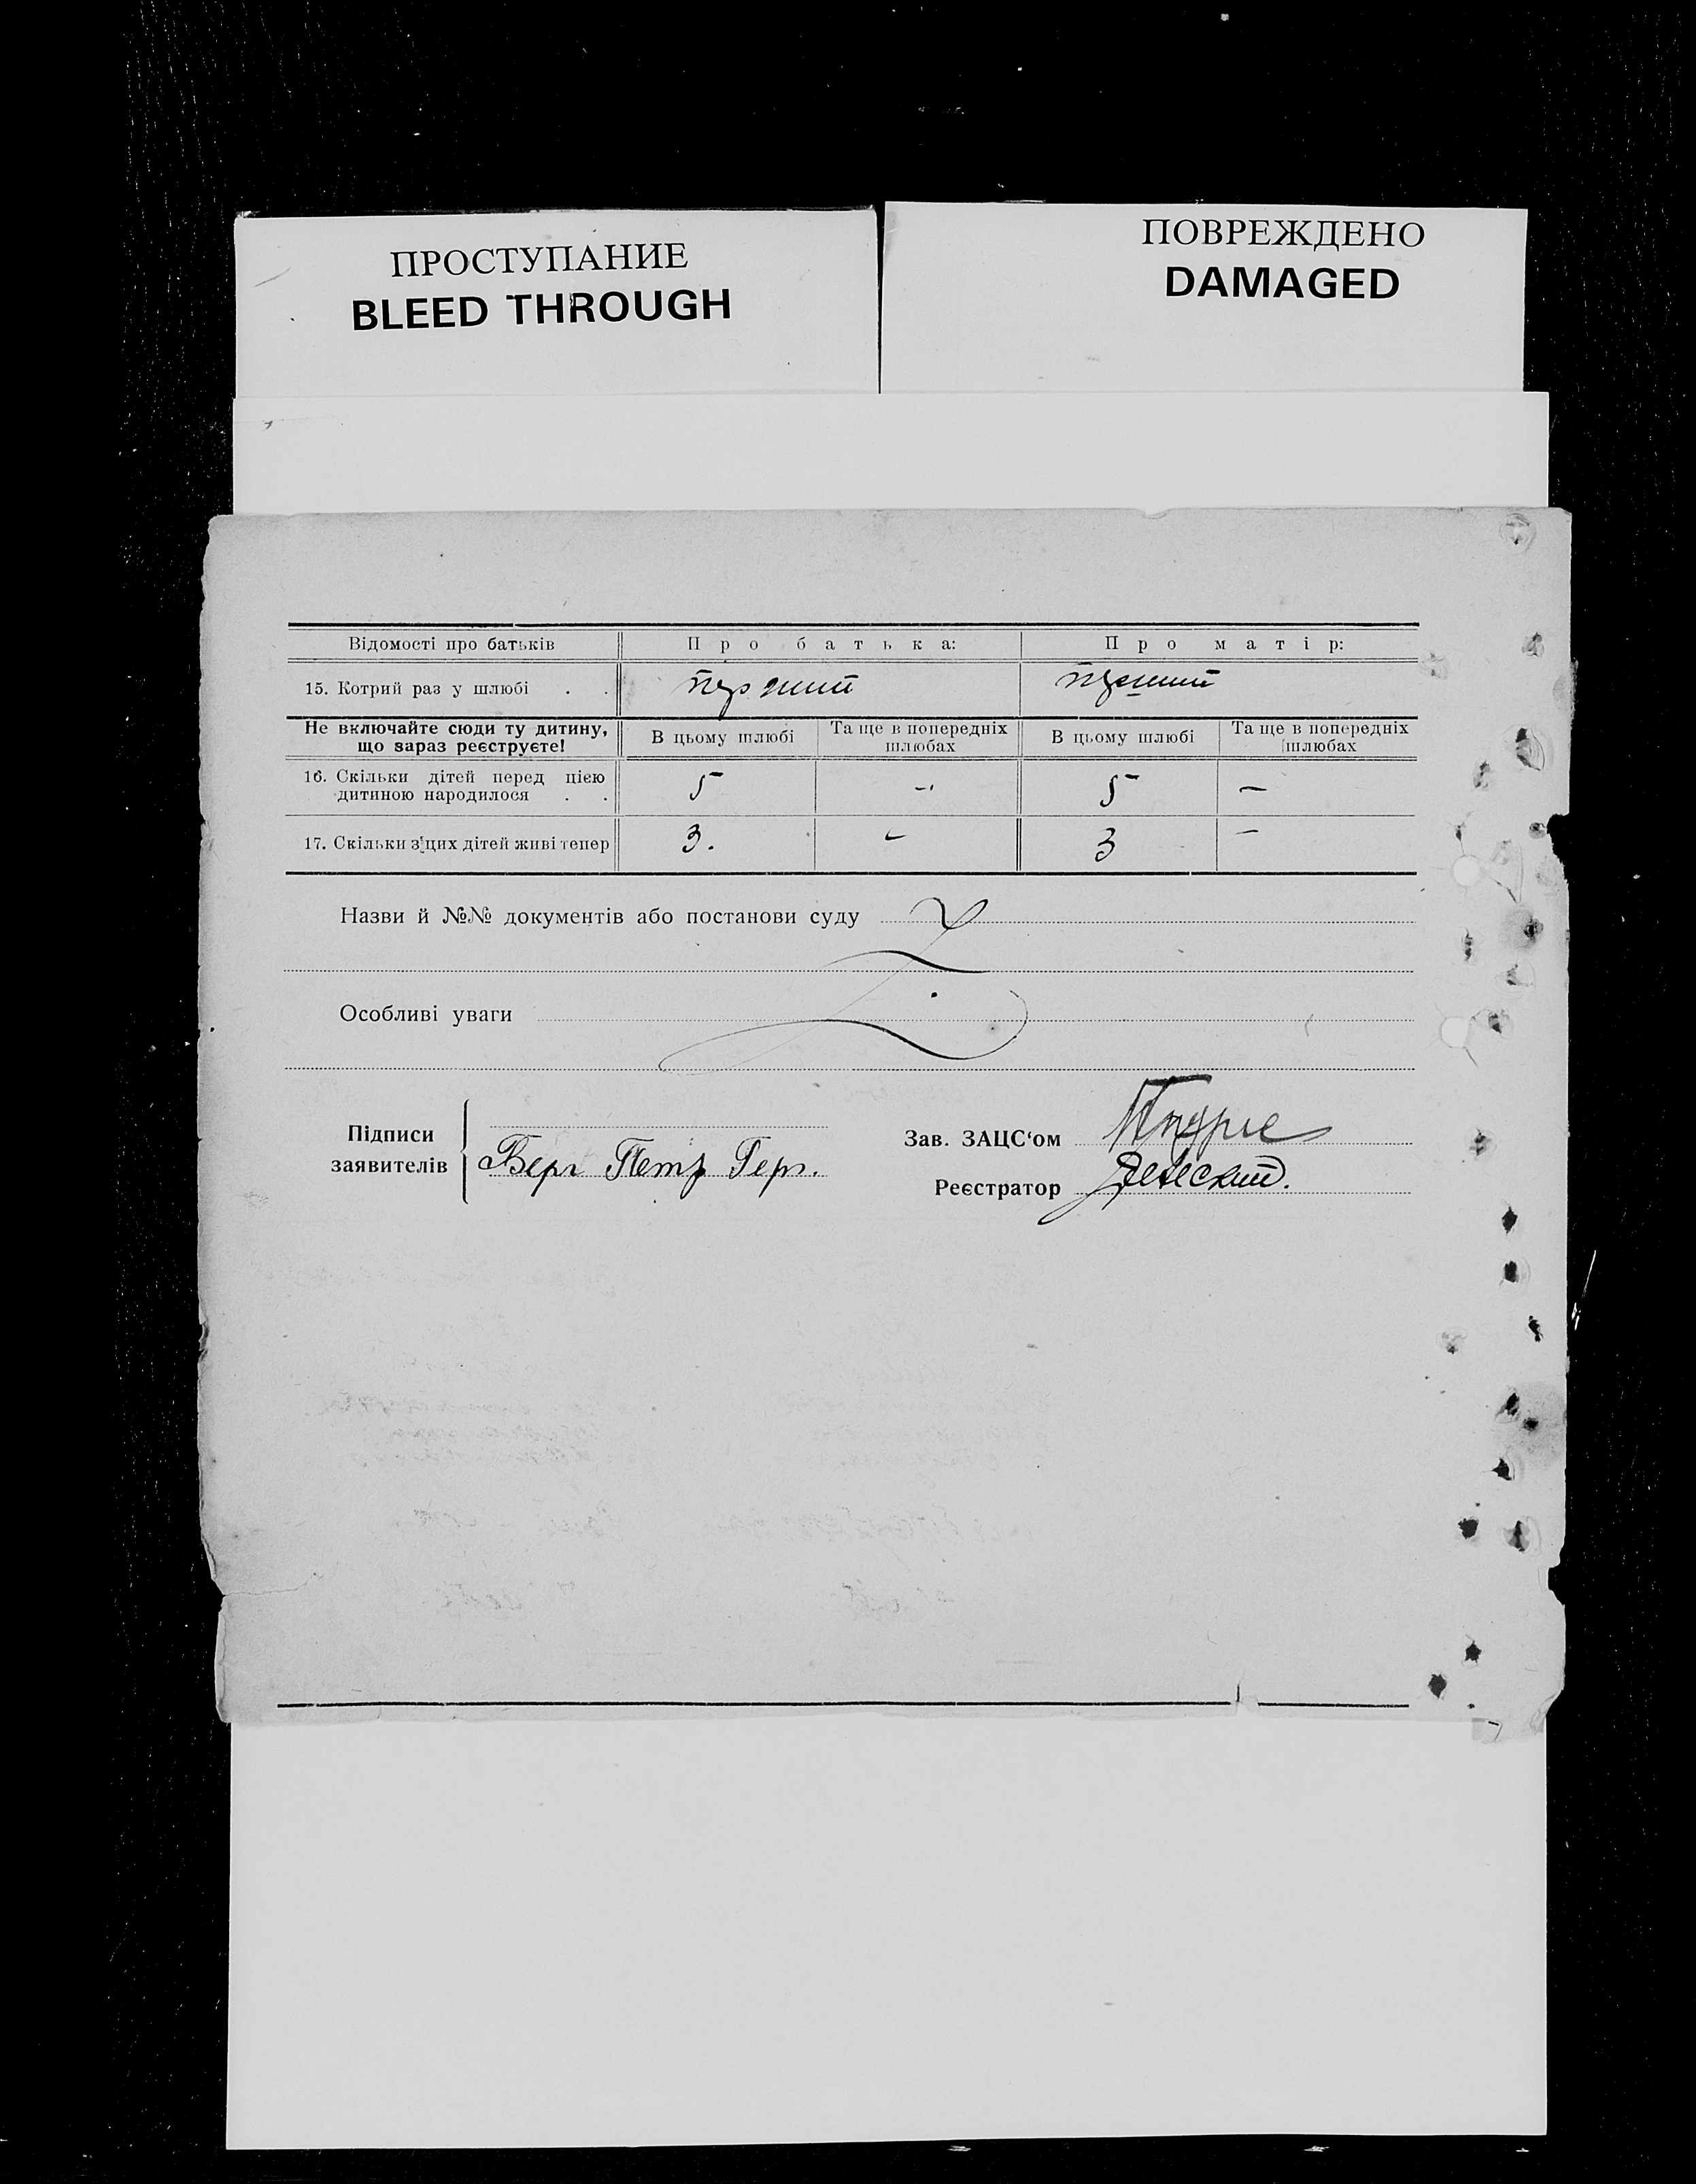 ПРОСТУПАНИЕ
BLEED THROUGH
ПОВРЕЖДЕНО
DAMAGED
Відомості про батьків Про батька: Про матір:
15. Котрий раз у шлюбі . . перший перший
Не включайте сюди ту дитину, що зараз реєструєте! В цьому шлюбі Та ще в попередніх шлюбах В цьому шлюбі Та ще в попередніх шлюбах
16. Скільки дітей перед цією дитиною народилося . . 5 - 5 -
17. Скільки з цих дітей живі тепер 3. - 3 -
Назви й №№ документів або постанови суду
Особливі уваги
Підписи заявителів
Берг Петр Гер.
Зав. ЗАЦС‘ом
Реєстратор